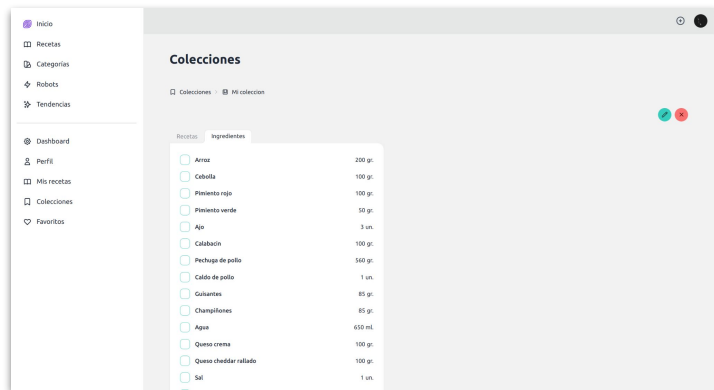 Inicio
Recetas
Categorías
Robots
Tendencias
Dashboard
Perfil
Mis recetas
Colecciones
Favoritos
Colecciones
Colecciones > Mi coleccion
Recetas Ingredientes
Arroz 200 gr.
Cebolla 100 gr.
Pimiento rojo 100 gr.
Pimiento verde 50 gr.
Ajo 3 un.
Calabacín 100 gr.
Pechuga de pollo 560 gr.
Caldo de pollo 1 un.
Guisantes 85 gr.
Champiñones 85 gr.
Agua 650 ml.
Queso crema 100 gr.
Queso cheddar rallado 100 gr.
Sal 1 un.